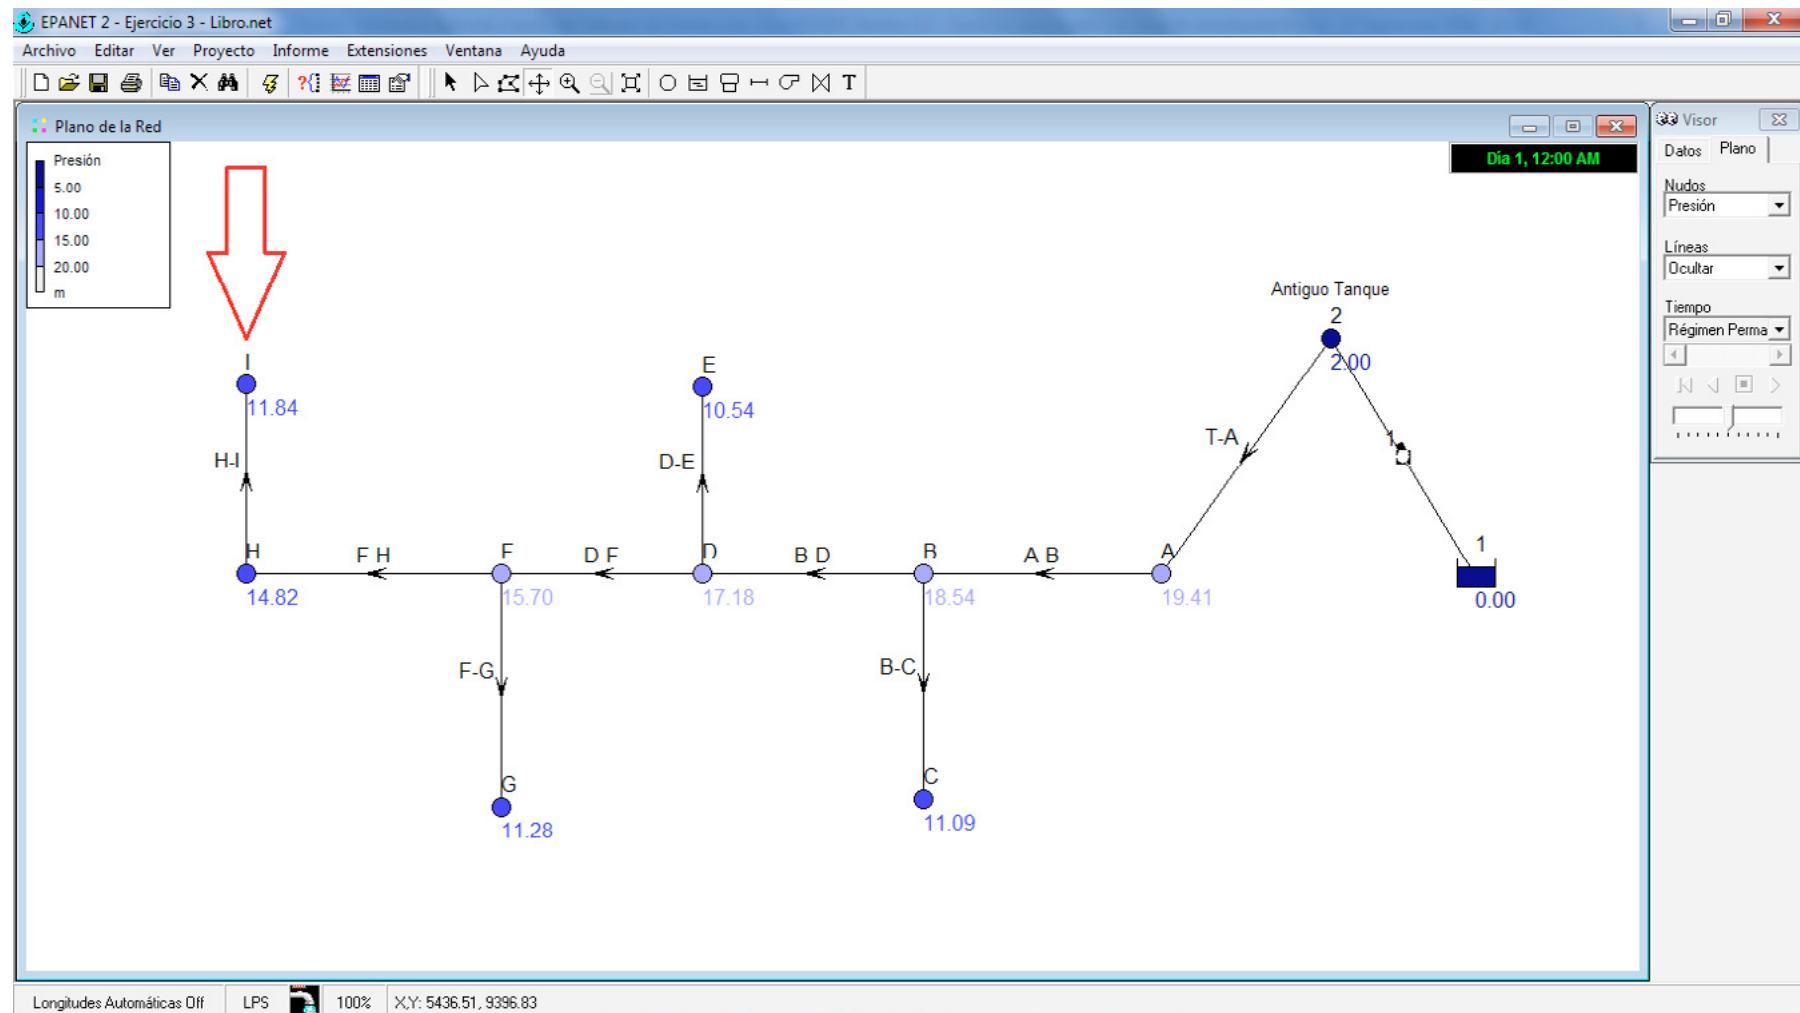 EPANET 2 - Ejercicio 3 - Libro.net
Archivo Editar Ver Proyecto Informe Extensiones Ventana Ayuda
T
Plano de la Red
Visor
Datos Plano
Día 1, 12:00 AM
Presión
5.00
10.00
15.00
20.00
m
Nudos
Presión
Líneas
Ocultar
Tiempo
Régimen Perma
Antiguo Tanque
2
2.00
I
11.84
E
10.54
T-A
1
H-I
D-E
H
F H
F
D F
D
B D
B
A B
A
1
14.82
15.70
17.18
18.54
19.41
0.00
F-G
B-C
G
11.28
C
11.09
Longitudes Automáticas Off LPS 100% X,Y: 5436.51, 9396.83